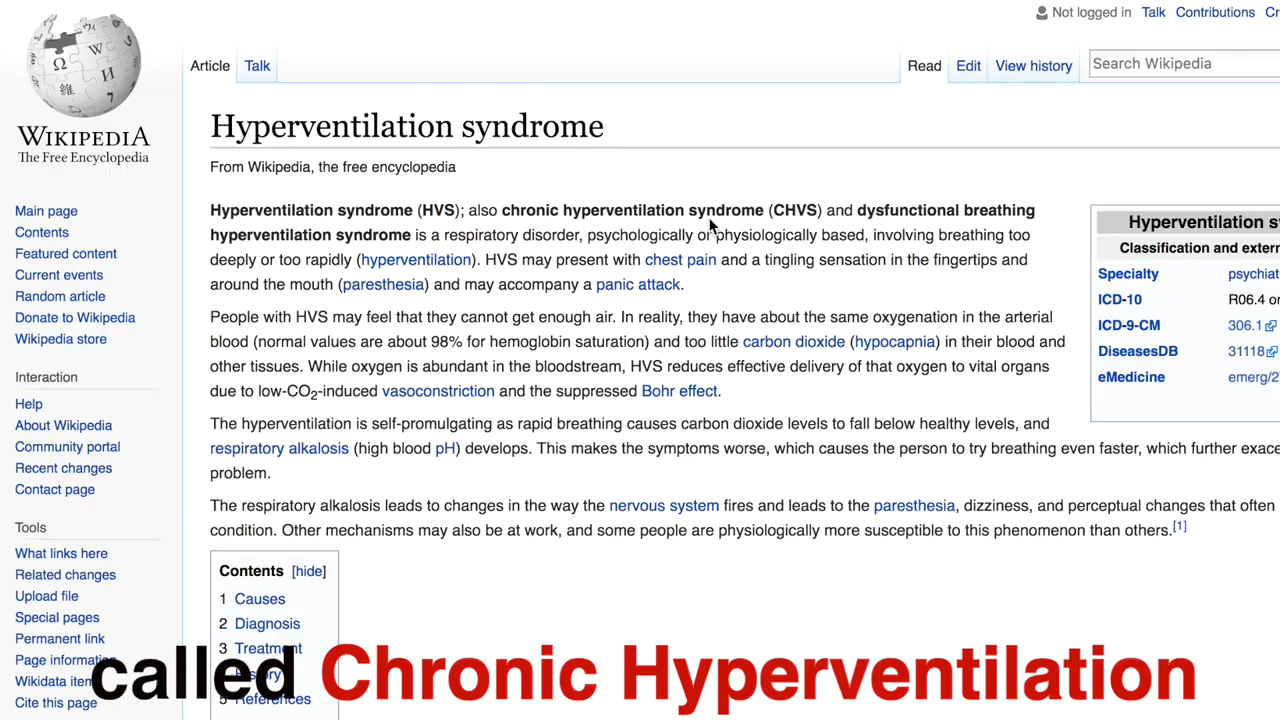 Not logged in Talk Contributions Cr
Article Talk Read Edit View history Search Wikipedia
WIKIPEDIA
The Free Encyclopedia
Main page
Contents
Featured content
Current events
Random article
Donate to Wikipedia
Wikipedia store
Interaction
Help
About Wikipedia
Community portal
Recent changes
Contact page
Tools
What links here
Related changes
Upload file
Special pages
Permanent link
Page information
Wikidata item
Cite this page
Hyperventilation syndrome
From Wikipedia, the free encyclopedia
Hyperventilation syndrome (HVS); also chronic hyperventilation syndrome (CHVS) and dysfunctional breathing
hyperventilation syndrome is a respiratory disorder, psychologically or physiologically based, involving breathing too
deeply or too rapidly (hyperventilation). HVS may present with chest pain and a tingling sensation in the fingertips and
around the mouth (paresthesia) and may accompany a panic attack.
People with HVS may feel that they cannot get enough air. In reality, they have about the same oxygenation in the arterial
blood (normal values are about 98% for hemoglobin saturation) and too little carbon dioxide (hypocapnia) in their blood and
other tissues. While oxygen is abundant in the bloodstream, HVS reduces effective delivery of that oxygen to vital organs
due to low-CO2-induced vasoconstriction and the suppressed Bohr effect.
The hyperventilation is self-promulgating as rapid breathing causes carbon dioxide levels to fall below healthy levels, and
respiratory alkalosis (high blood pH) develops. This makes the symptoms worse, which causes the person to try breathing even faster, which further exace
problem.
The respiratory alkalosis leads to changes in the way the nervous system fires and leads to the paresthesia, dizziness, and perceptual changes that often
condition. Other mechanisms may also be at work, and some people are physiologically more susceptible to this phenomenon than others.[1]
Hyperventilation s
Classification and extern
Specialty psychiat
ICD-10 R06.4 or
ICD-9-CM 306.1
DiseasesDB 31118
eMedicine emerg/2
Contents [hide]
1 Causes
2 Diagnosis
3 Treatment
5 References
called Chronic Hyperventilation